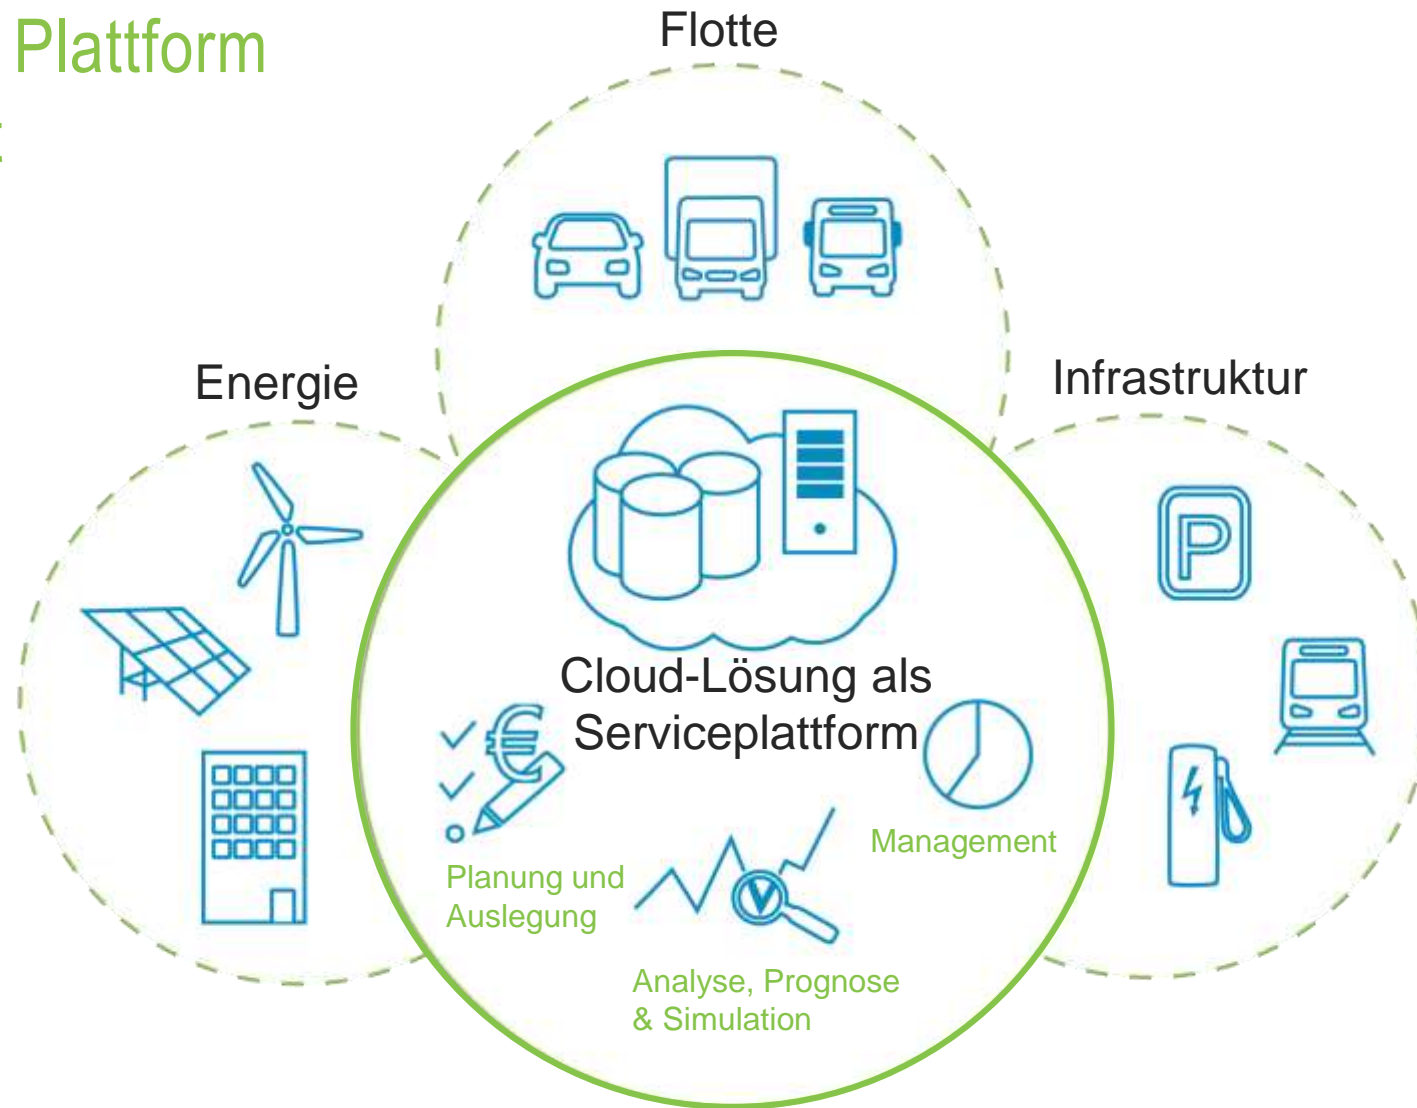 Plattform
Flotte
Energie
Infrastruktur
P
Cloud-Lösung als
Serviceplattform
€
V
Management
Planung und
Auslegung
Analyse, Prognose
& Simulation